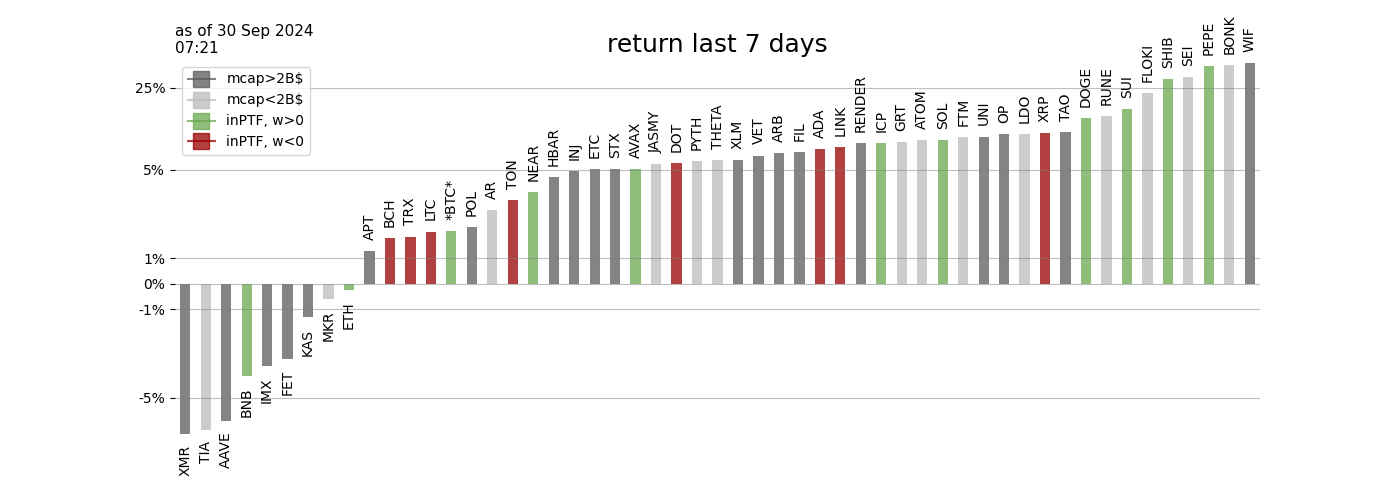 as of 30 Sep 2024
07:21
return last 7 days
mcap>2B$
mcap<2B$
inPTF, w>0
inPTF, w<0
25%
5%
1%
0%
-1%
-5%
XMR
TIA
AAVE
BNB
IMX
FET
KAS
MKR
ETH
APT
BCH
TRX
LTC
*BTC*
POL
AR
TON
NEAR
HBAR
INJ
ETC
STX
AVAX
JASMY
DOT
PYTH
THETA
XLM
VET
ARB
FIL
ADA
LINK
RENDER
ICP
GRT
ATOM
SOL
FTM
UNI
OP
LDO
XRP
TAO
DOGE
RUNE
SUI
FLOKI
SHIB
SEI
PEPE
BONK
WIF